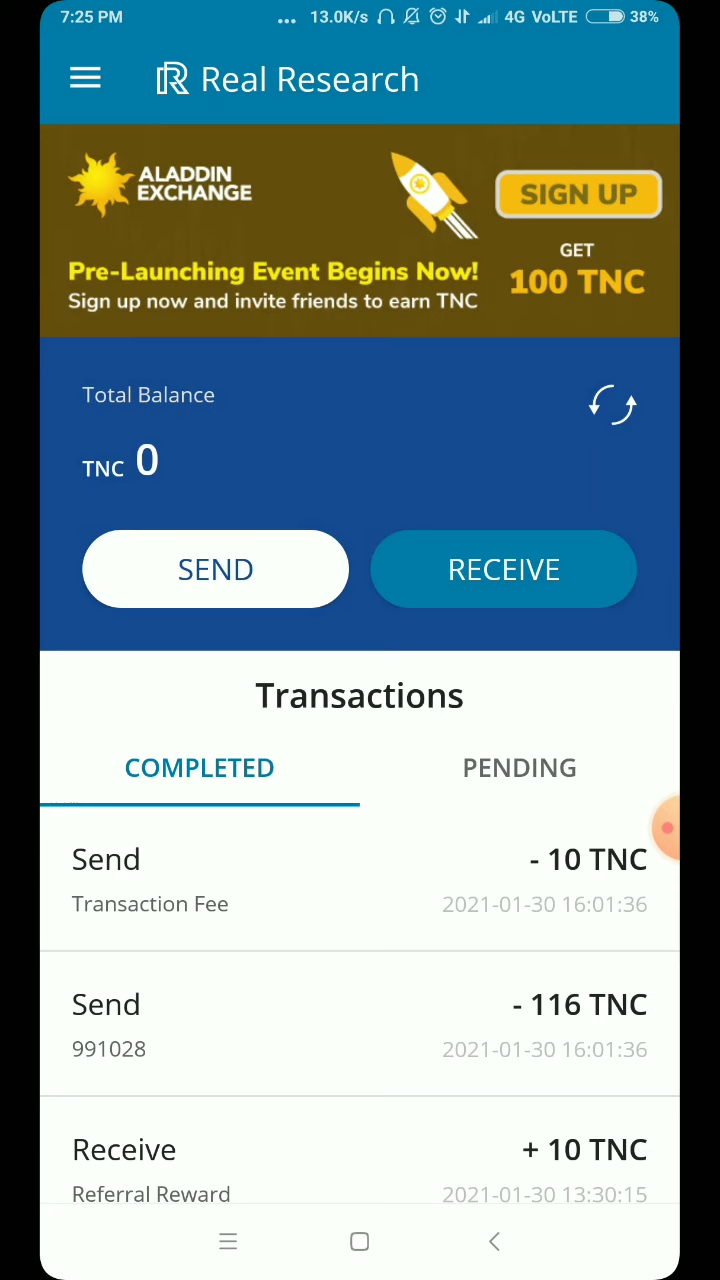 7:25 PM ... 13.0K/s 4G VoLTE 38%
Real Research
ALADDIN
EXCHANGE
SIGN UP
Pre-Launching Event Begins Now!
Sign up now and invite friends to earn TNC
GET
100 TNC
Total Balance
TNC 0
SEND RECEIVE
Transactions
COMPLETED PENDING
Send - 10 TNC
Transaction Fee 2021-01-30 16:01:36
Send - 116 TNC
991028 2021-01-30 16:01:36
Receive + 10 TNC
Referral Reward 2021-01-30 13:30:15